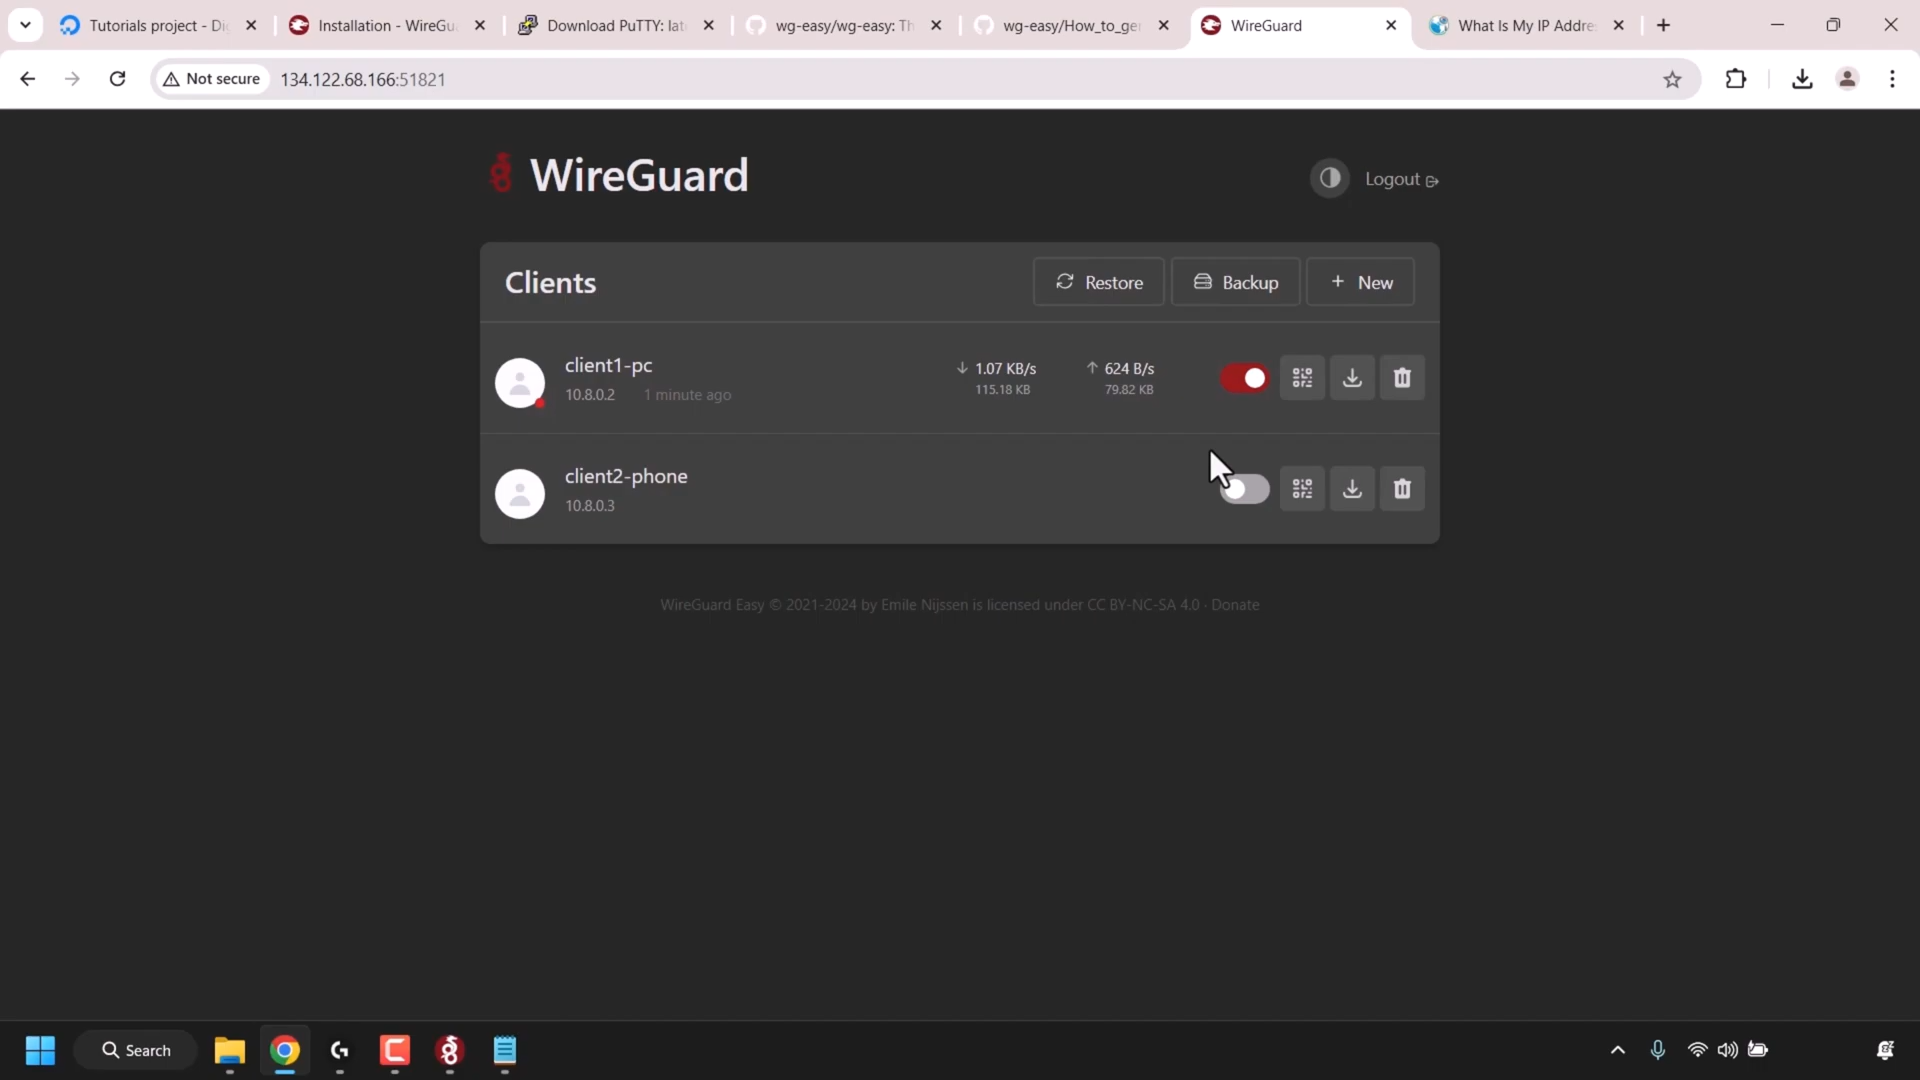 Tutorials project - Di
Installation - WireGu
Download PuTTY: lat
wg-easy/wg-easy: Th
wg-easy/How_to_ger
WireGuard
What Is My IP Addre
Not secure
134.122.68.166:51821
WireGuard
Logout
Clients
Restore
Backup
+ New
client1-pc
10.8.0.2 1 minute ago
↓ 1.07 KB/s
115.18 KB
↑ 624 B/s
79.82 KB
client2-phone
10.8.0.3
WireGuard Easy © 2021-2024 by Emile Nijssen is licensed under CC BY-NC-SA 4.0 · Donate
Search